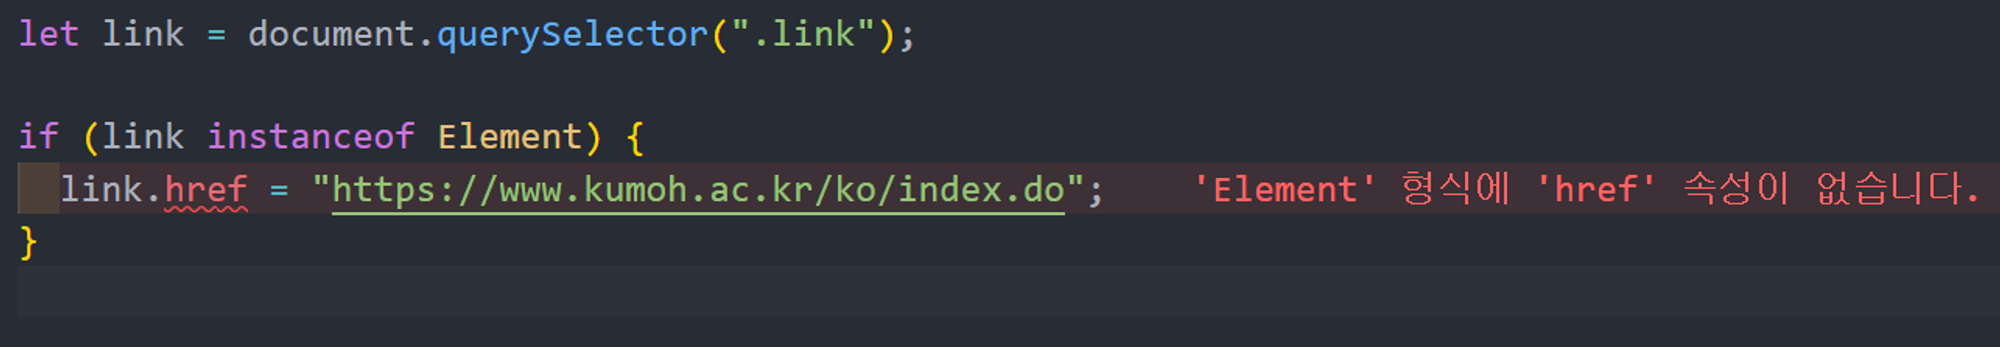 let link = document.querySelector(".link");
if (link instanceof Element) {
link.href = "https://www.kumoh.ac.kr/ko/index.do"; 'Element' 형식에 'href' 속성이 없습니다.
}